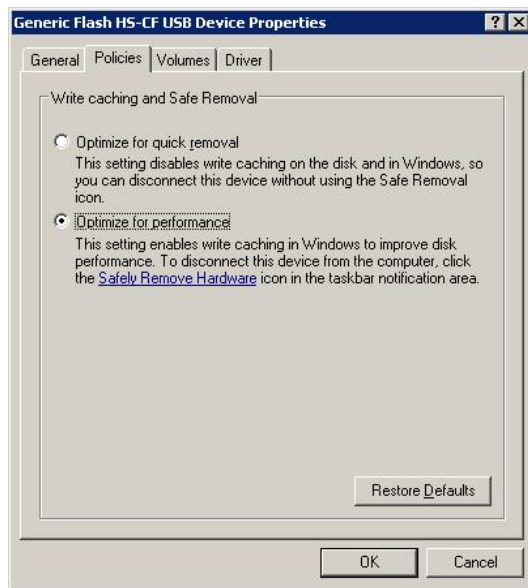 Generic Flash HS-CF USB Device Properties
General
Policies
Volumes
Driver
Write caching and Safe Removal
Optimize for quick removal
This setting disables write caching on the disk and in Windows, so
you can disconnect this device without using the Safe Removal
icon.
Optimize for performance
This setting enables write caching in Windows to improve disk
performance. To disconnect this device from the computer, click
the Safely Remove Hardware icon in the taskbar notification area.
Restore Defaults
OK
Cancel